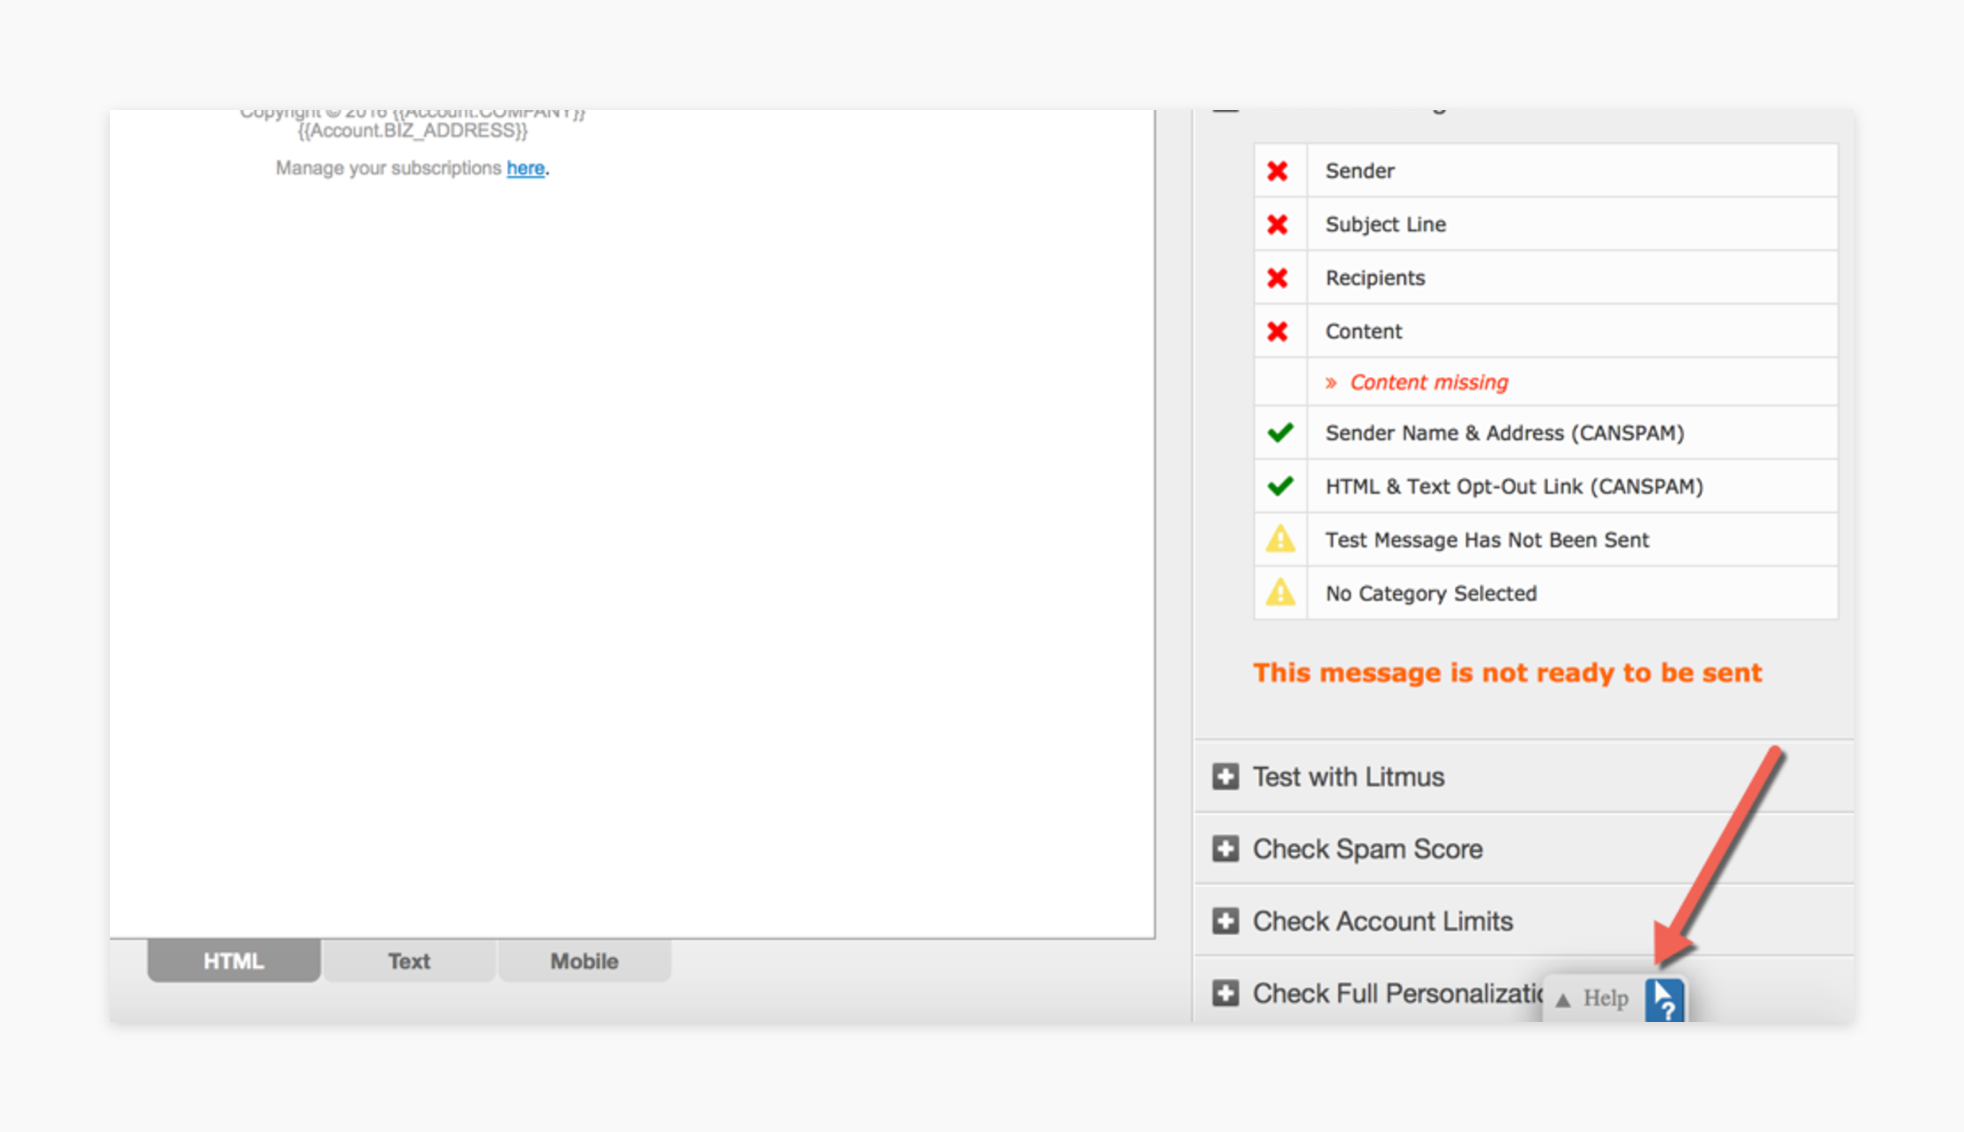 Copyright © 2016 {{Account.COMPANY}}
{{Account.BIZ_ADDRESS}}
Manage your subscriptions here.
Sender
Subject Line
Recipients
Content
» Content missing
Sender Name & Address (CANSPAM)
HTML & Text Opt-Out Link (CANSPAM)
Test Message Has Not Been Sent
No Category Selected
This message is not ready to be sent
Test with Litmus
Check Spam Score
Check Account Limits
Check Full
Help
?
HTML
Text
Mobile